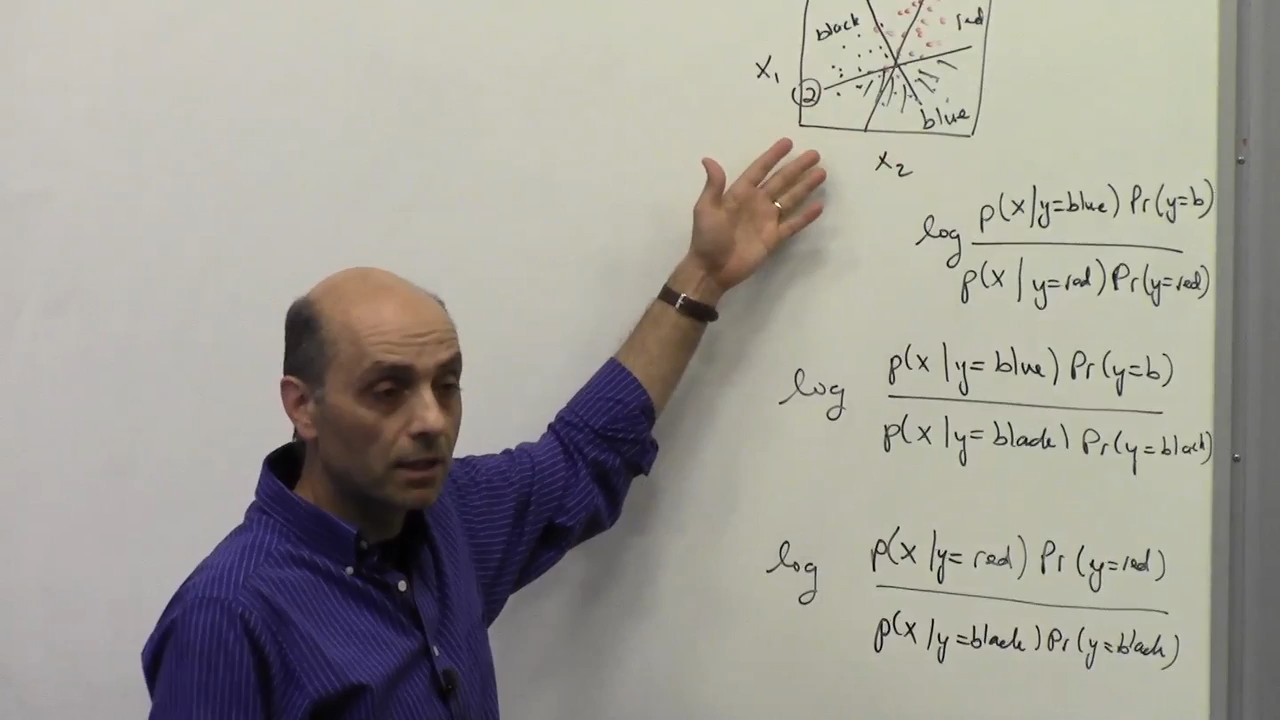 black red
X₁
②
blue
X₂
log p(x|y=blue) Pr(y=b)
p(x|y=red) Pr(y=red)
log p(x|y=blue) Pr(y=b)
p(x|y=black) Pr(y=black)
log p(x|y=red) Pr(y=red)
p(x|y=black) Pr(y=black)